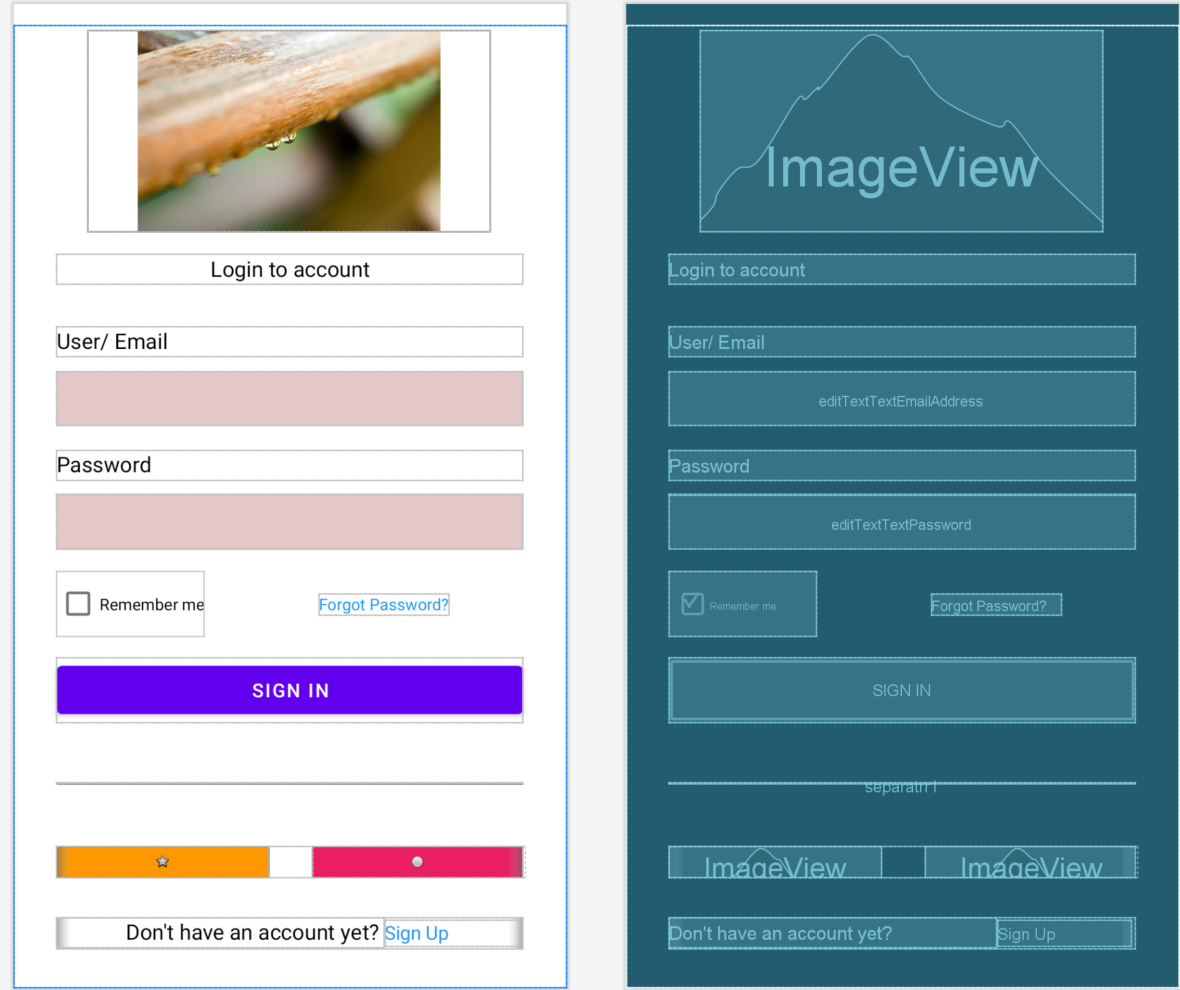 Login to account
User/ Email
Password
Remember me
Forgot Password?
SIGN IN
Don't have an account yet? Sign Up
ImageView
Login to account
User/ Email
editTextTextEmailAddress
Password
editTextTextPassword
Remember me
Forgot Password?
SIGN IN
ImageView
ImageView
Don't have an account yet?
Sign Up